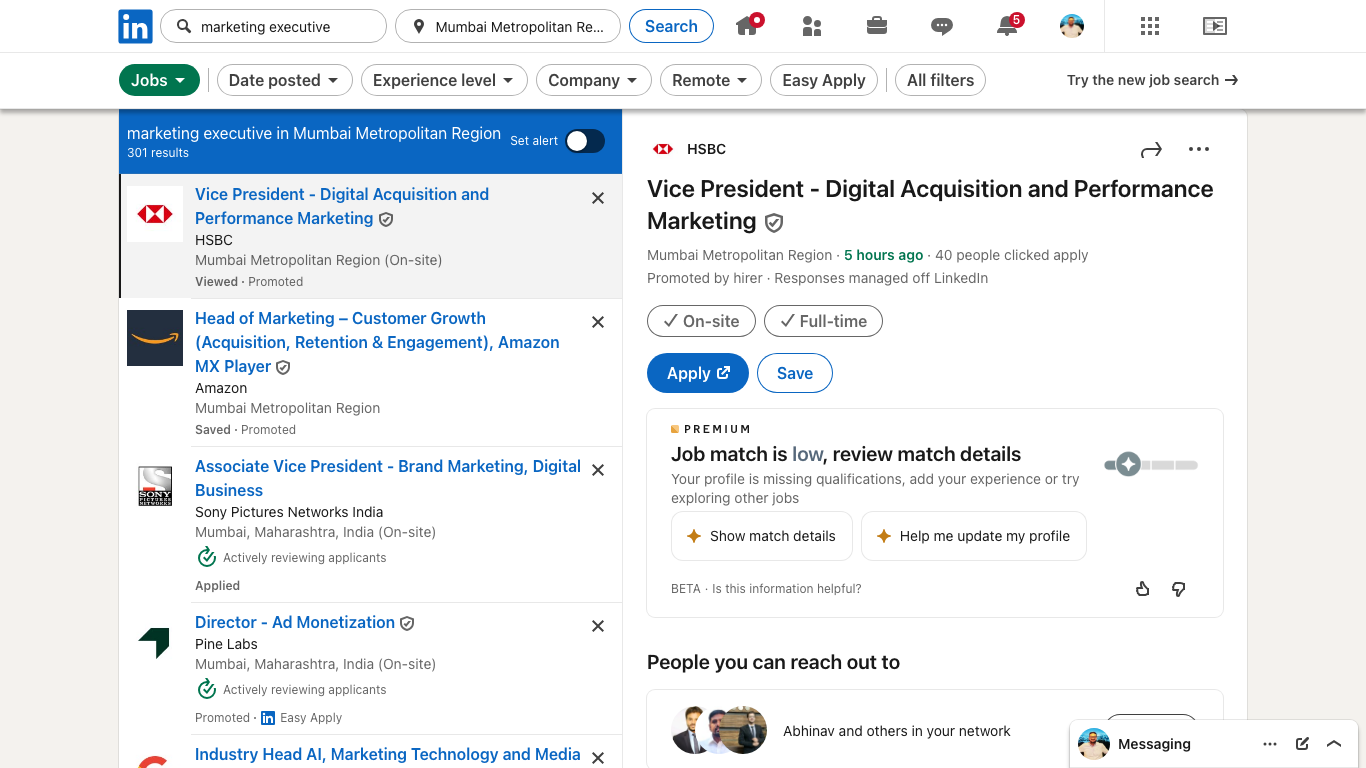 in
marketing executive
Mumbai Metropolitan Re...
Search
5
Jobs
Date posted
Experience level
Company
Remote
Easy Apply
All filters
Try the new job search →
marketing executive in Mumbai Metropolitan Region
301 results
Set alert
Vice President - Digital Acquisition and
Performance Marketing
HSBC
Mumbai Metropolitan Region (On-site)
Viewed · Promoted
Head of Marketing – Customer Growth
(Acquisition, Retention & Engagement), Amazon
MX Player
Amazon
Mumbai Metropolitan Region
Saved · Promoted
SONY
PICTURES
NETWORKS
Associate Vice President - Brand Marketing, Digital
Business
Sony Pictures Networks India
Mumbai, Maharashtra, India (On-site)
Actively reviewing applicants
Applied
Director - Ad Monetization
Pine Labs
Mumbai, Maharashtra, India (On-site)
Actively reviewing applicants
Promoted · in Easy Apply
Industry Head AI, Marketing Technology and Media
HSBC
Vice President - Digital Acquisition and Performance
Marketing
Mumbai Metropolitan Region · 5 hours ago · 40 people clicked apply
Promoted by hirer · Responses managed off LinkedIn
On-site
Full-time
Apply
Save
PREMIUM
Job match is low, review match details
Your profile is missing qualifications, add your experience or try
exploring other jobs
Show match details
Help me update my profile
BETA · Is this information helpful?
People you can reach out to
Abhinav and others in your network
Messaging